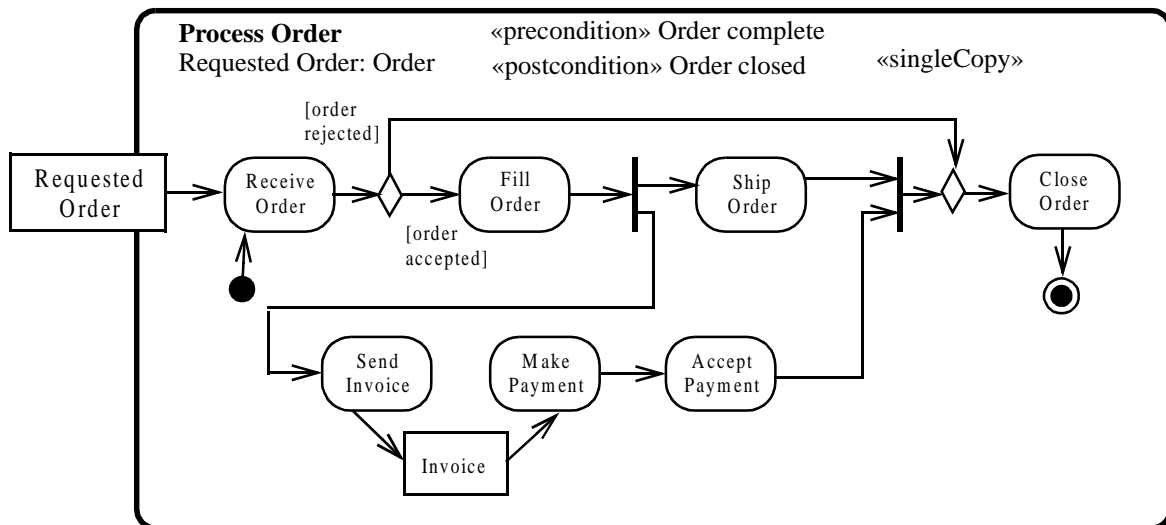 Process Order
Requested Order: Order
«precondition» Order complete
«postcondition» Order closed
«singleCopy»
[order
rejected]
Requested
Order
Receive
Order
Fill
Order
Ship
Order
Close
Order
[order
accepted]
Send
Invoice
Make
Payment
Accept
Payment
Invoice